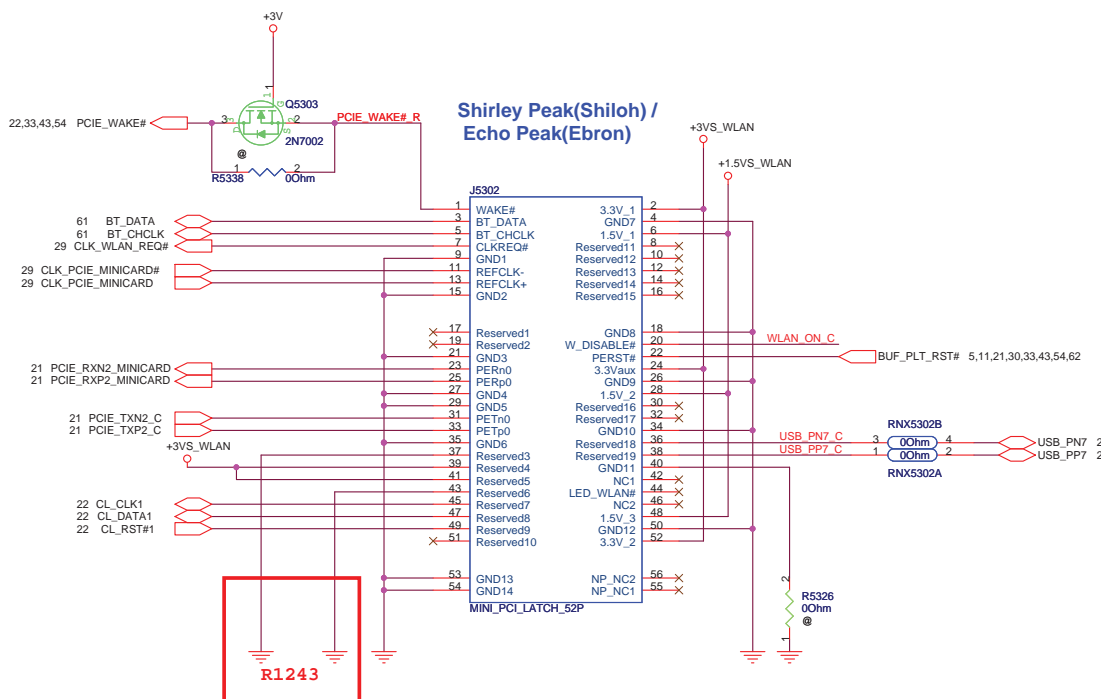 +3V
1
G
Q5303
22,33,43,54 PCIE_WAKE#
3
3
D
S
2
2
PCIE_WAKE#_R
2N7002
@
1
2
R5338
0Ohm
Shirley Peak(Shiloh) /
Echo Peak(Ebron)
+3VS_WLAN
+1.5VS_WLAN
J5302
1 WAKE# 3.3V_1 2
61 BT_DATA 3 BT_DATA GND7 4
61 BT_CHCLK 5 BT_CHCLK 1.5V_1 6
29 CLK_WLAN_REQ# 7 CLKREQ# Reserved11 8
9 GND1 Reserved12 10
29 CLK_PCIE_MINICARD# 11 REFCLK- Reserved13 12
29 CLK_PCIE_MINICARD 13 REFCLK+ Reserved14 14
15 GND2 Reserved15 16
17 Reserved1 GND8 18
19 Reserved2 W_DISABLE# 20 WLAN_ON_C
21 GND3 PERST# 22 BUF_PLT_RST# 5,11,21,30,33,43,54,62
21 PCIE_RXN2_MINICARD 23 PERn0 3.3Vaux 24
21 PCIE_RXP2_MINICARD 25 PERp0 GND9 26
27 GND4 1.5V_2 28
29 GND5 Reserved16 30
21 PCIE_TXN2_C 31 PETn0 Reserved17 32
21 PCIE_TXP2_C 33 PETp0 GND10 34
RNX5302B
35 GND6 Reserved18 36 USB_PN7_C 3 0Ohm 4 USB_PN7 2
+3VS_WLAN
37 Reserved3 Reserved19 38 USB_PP7_C 1 0Ohm 2 USB_PP7 2
RNX5302A
39 Reserved4 GND11 40
41 Reserved5 NC1 42
43 Reserved6 LED_WLAN# 44
22 CL_CLK1 45 Reserved7 NC2 46
22 CL_DATA1 47 Reserved8 1.5V_3 48
22 CL_RST#1 49 Reserved9 GND12 50
51 Reserved10 3.3V_2 52
53 GND13 NP_NC2 56
54 GND14 NP_NC1 55
MINI_PCI_LATCH_52P
2
R5326
0Ohm
@
1
R1243